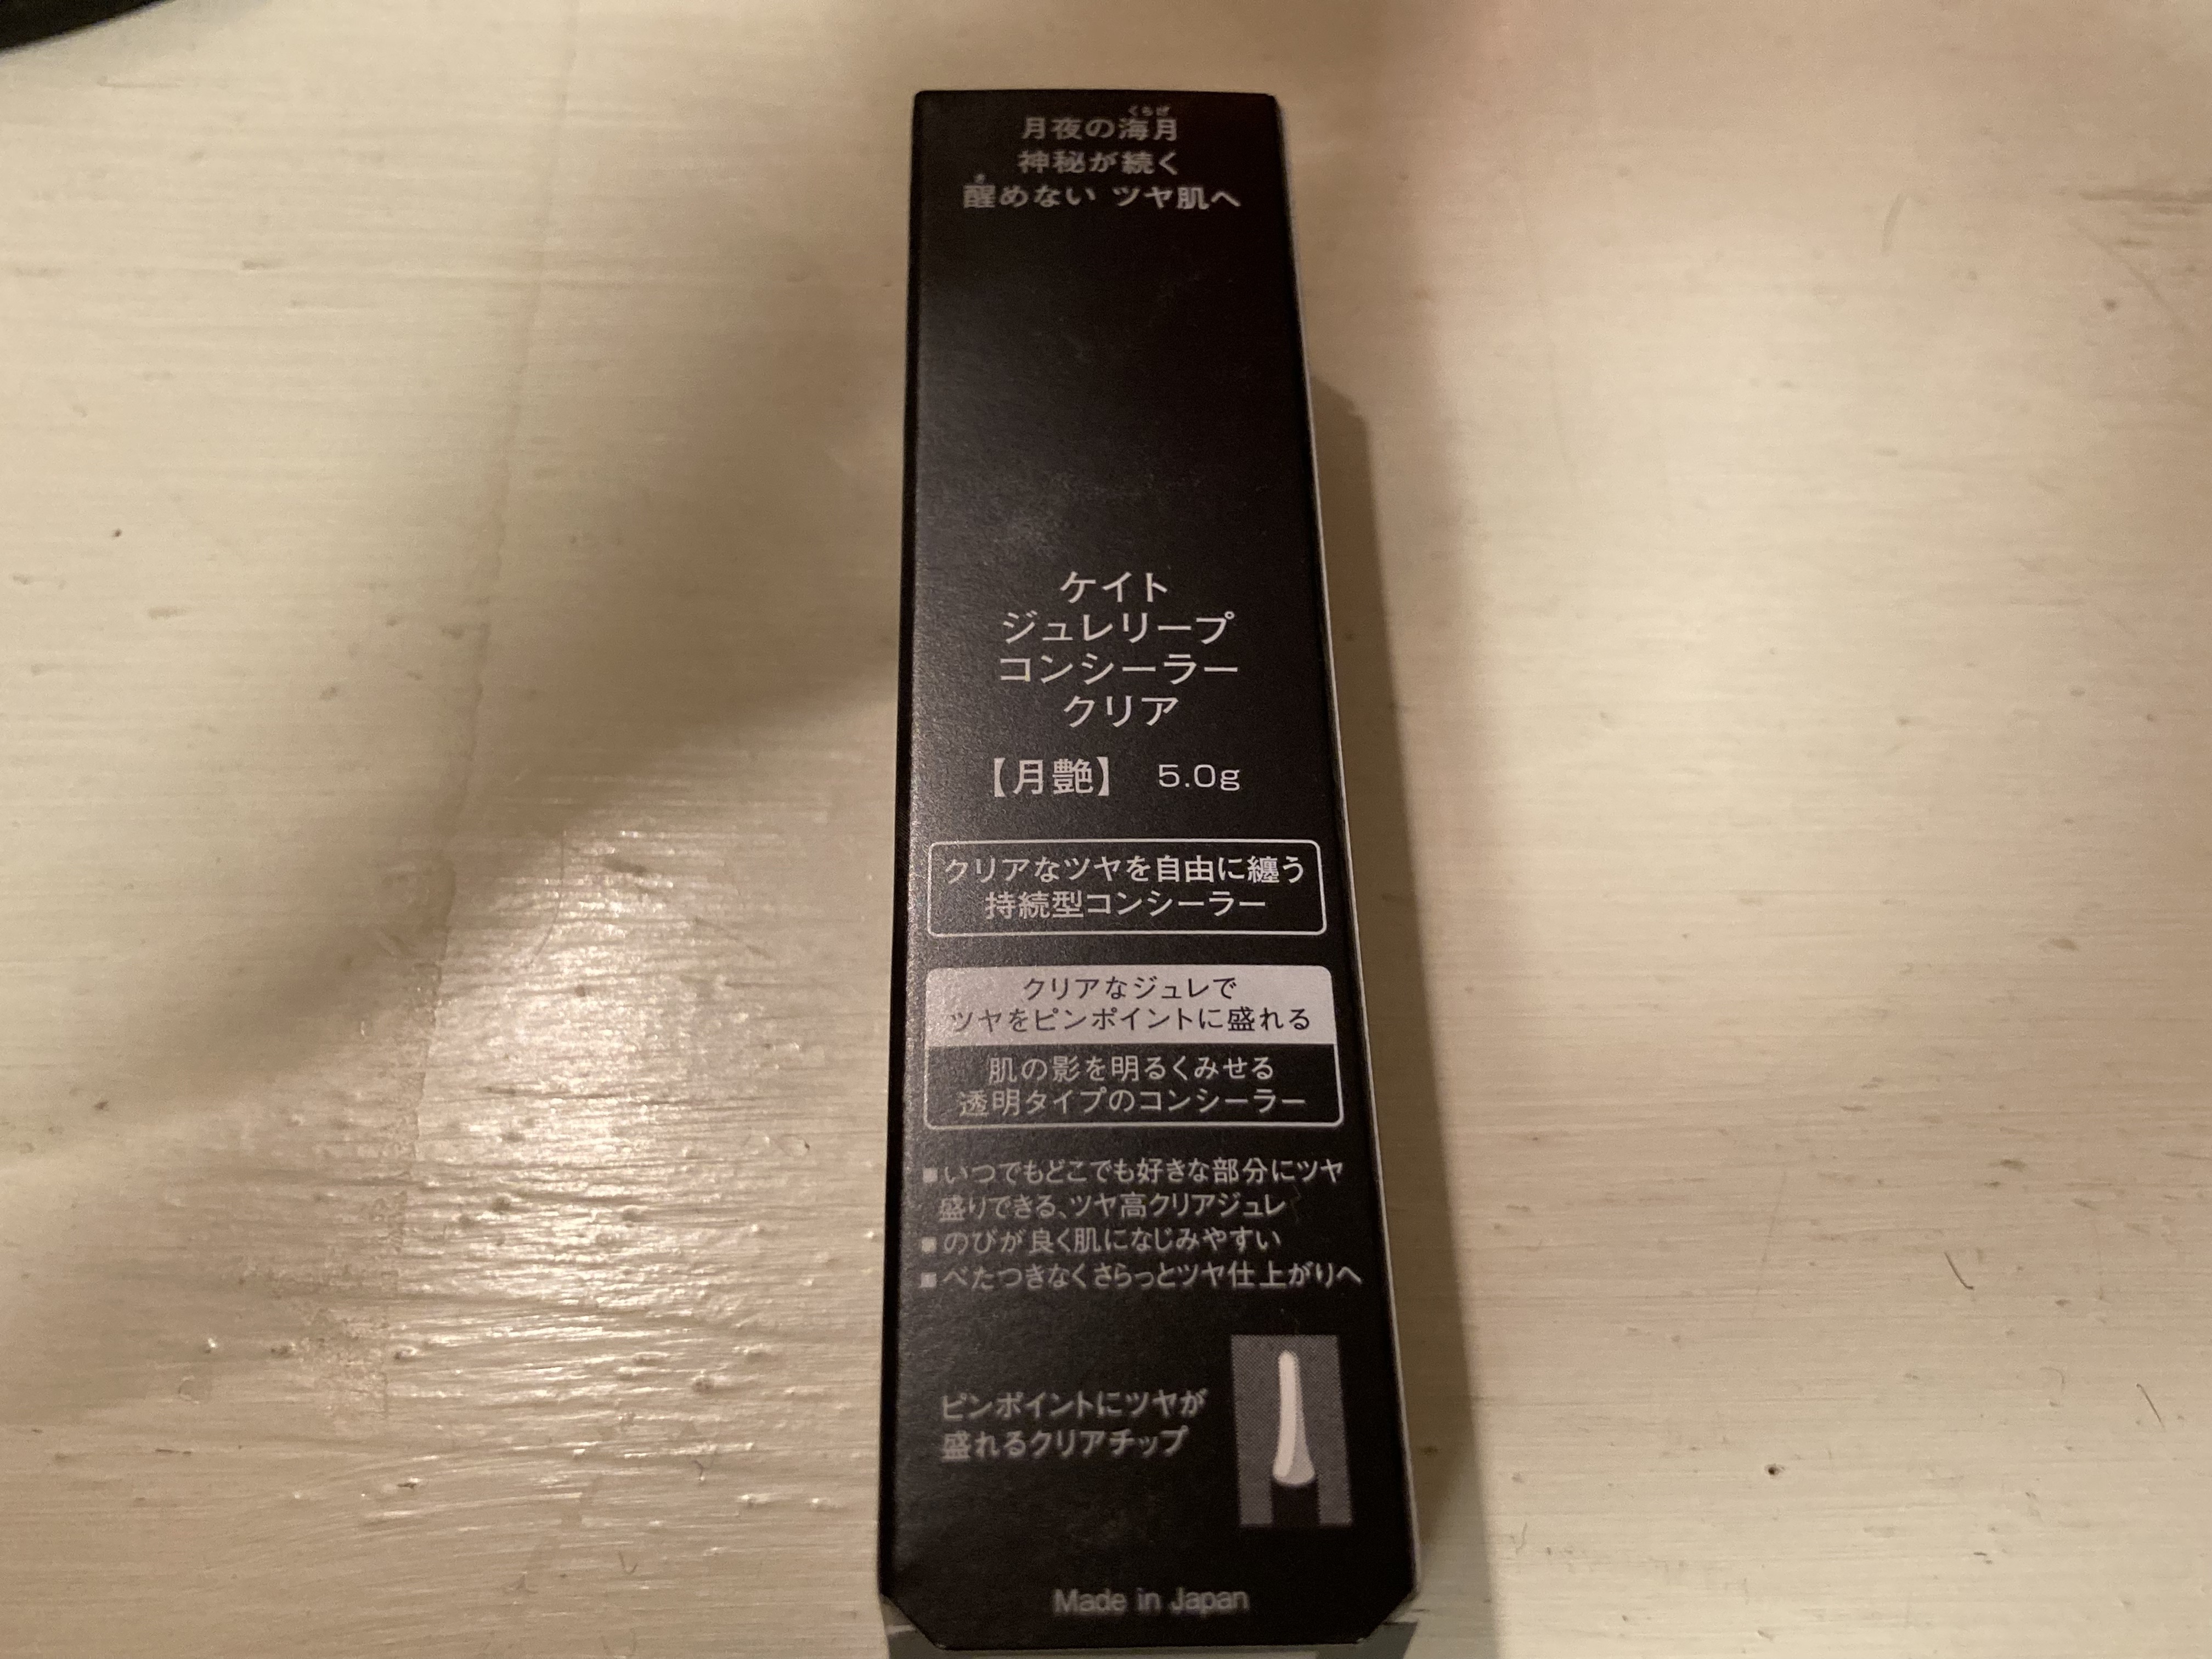 月夜の海月
神秘が続く
醒めない ツヤ肌へ
ケイト
ジュレリープ
コンシーラー
クリア
【月艶】 5.0g
クリアなツヤを自由に纏う
持続型コンシーラー
クリアなジュレで
ツヤをピンポイントに盛れる
肌の影を明るくみせる
透明タイプのコンシーラー
■いつでもどこでも好きな部分にツヤ
盛りできる、ツヤ高クリアジュレ
■のびが良く肌になじみやすい
■べたつきなくさらっとツヤ仕上がりへ
ピンポイントにツヤが
盛れるクリアチップ
Made in Japan